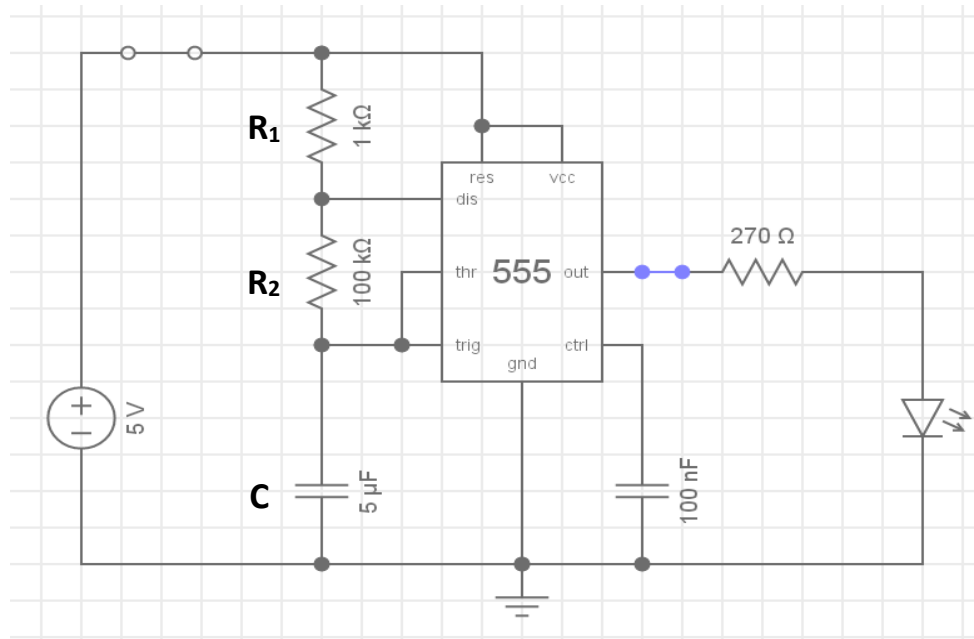 R₁
1 kΩ
res
vcc
dis
R₂
100 kΩ
thr
555
out
270 Ω
trig
ctrl
gnd
+
−
5 V
C
5 µF
100 nF